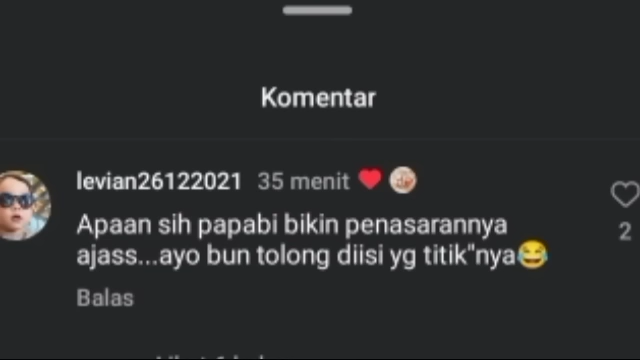 Komentar
levian26122021 35 menit
Apaan sih papabi bikin penasarannya
ajass...ayo bun tolong diisi yg titik"nya😂
2
Balas